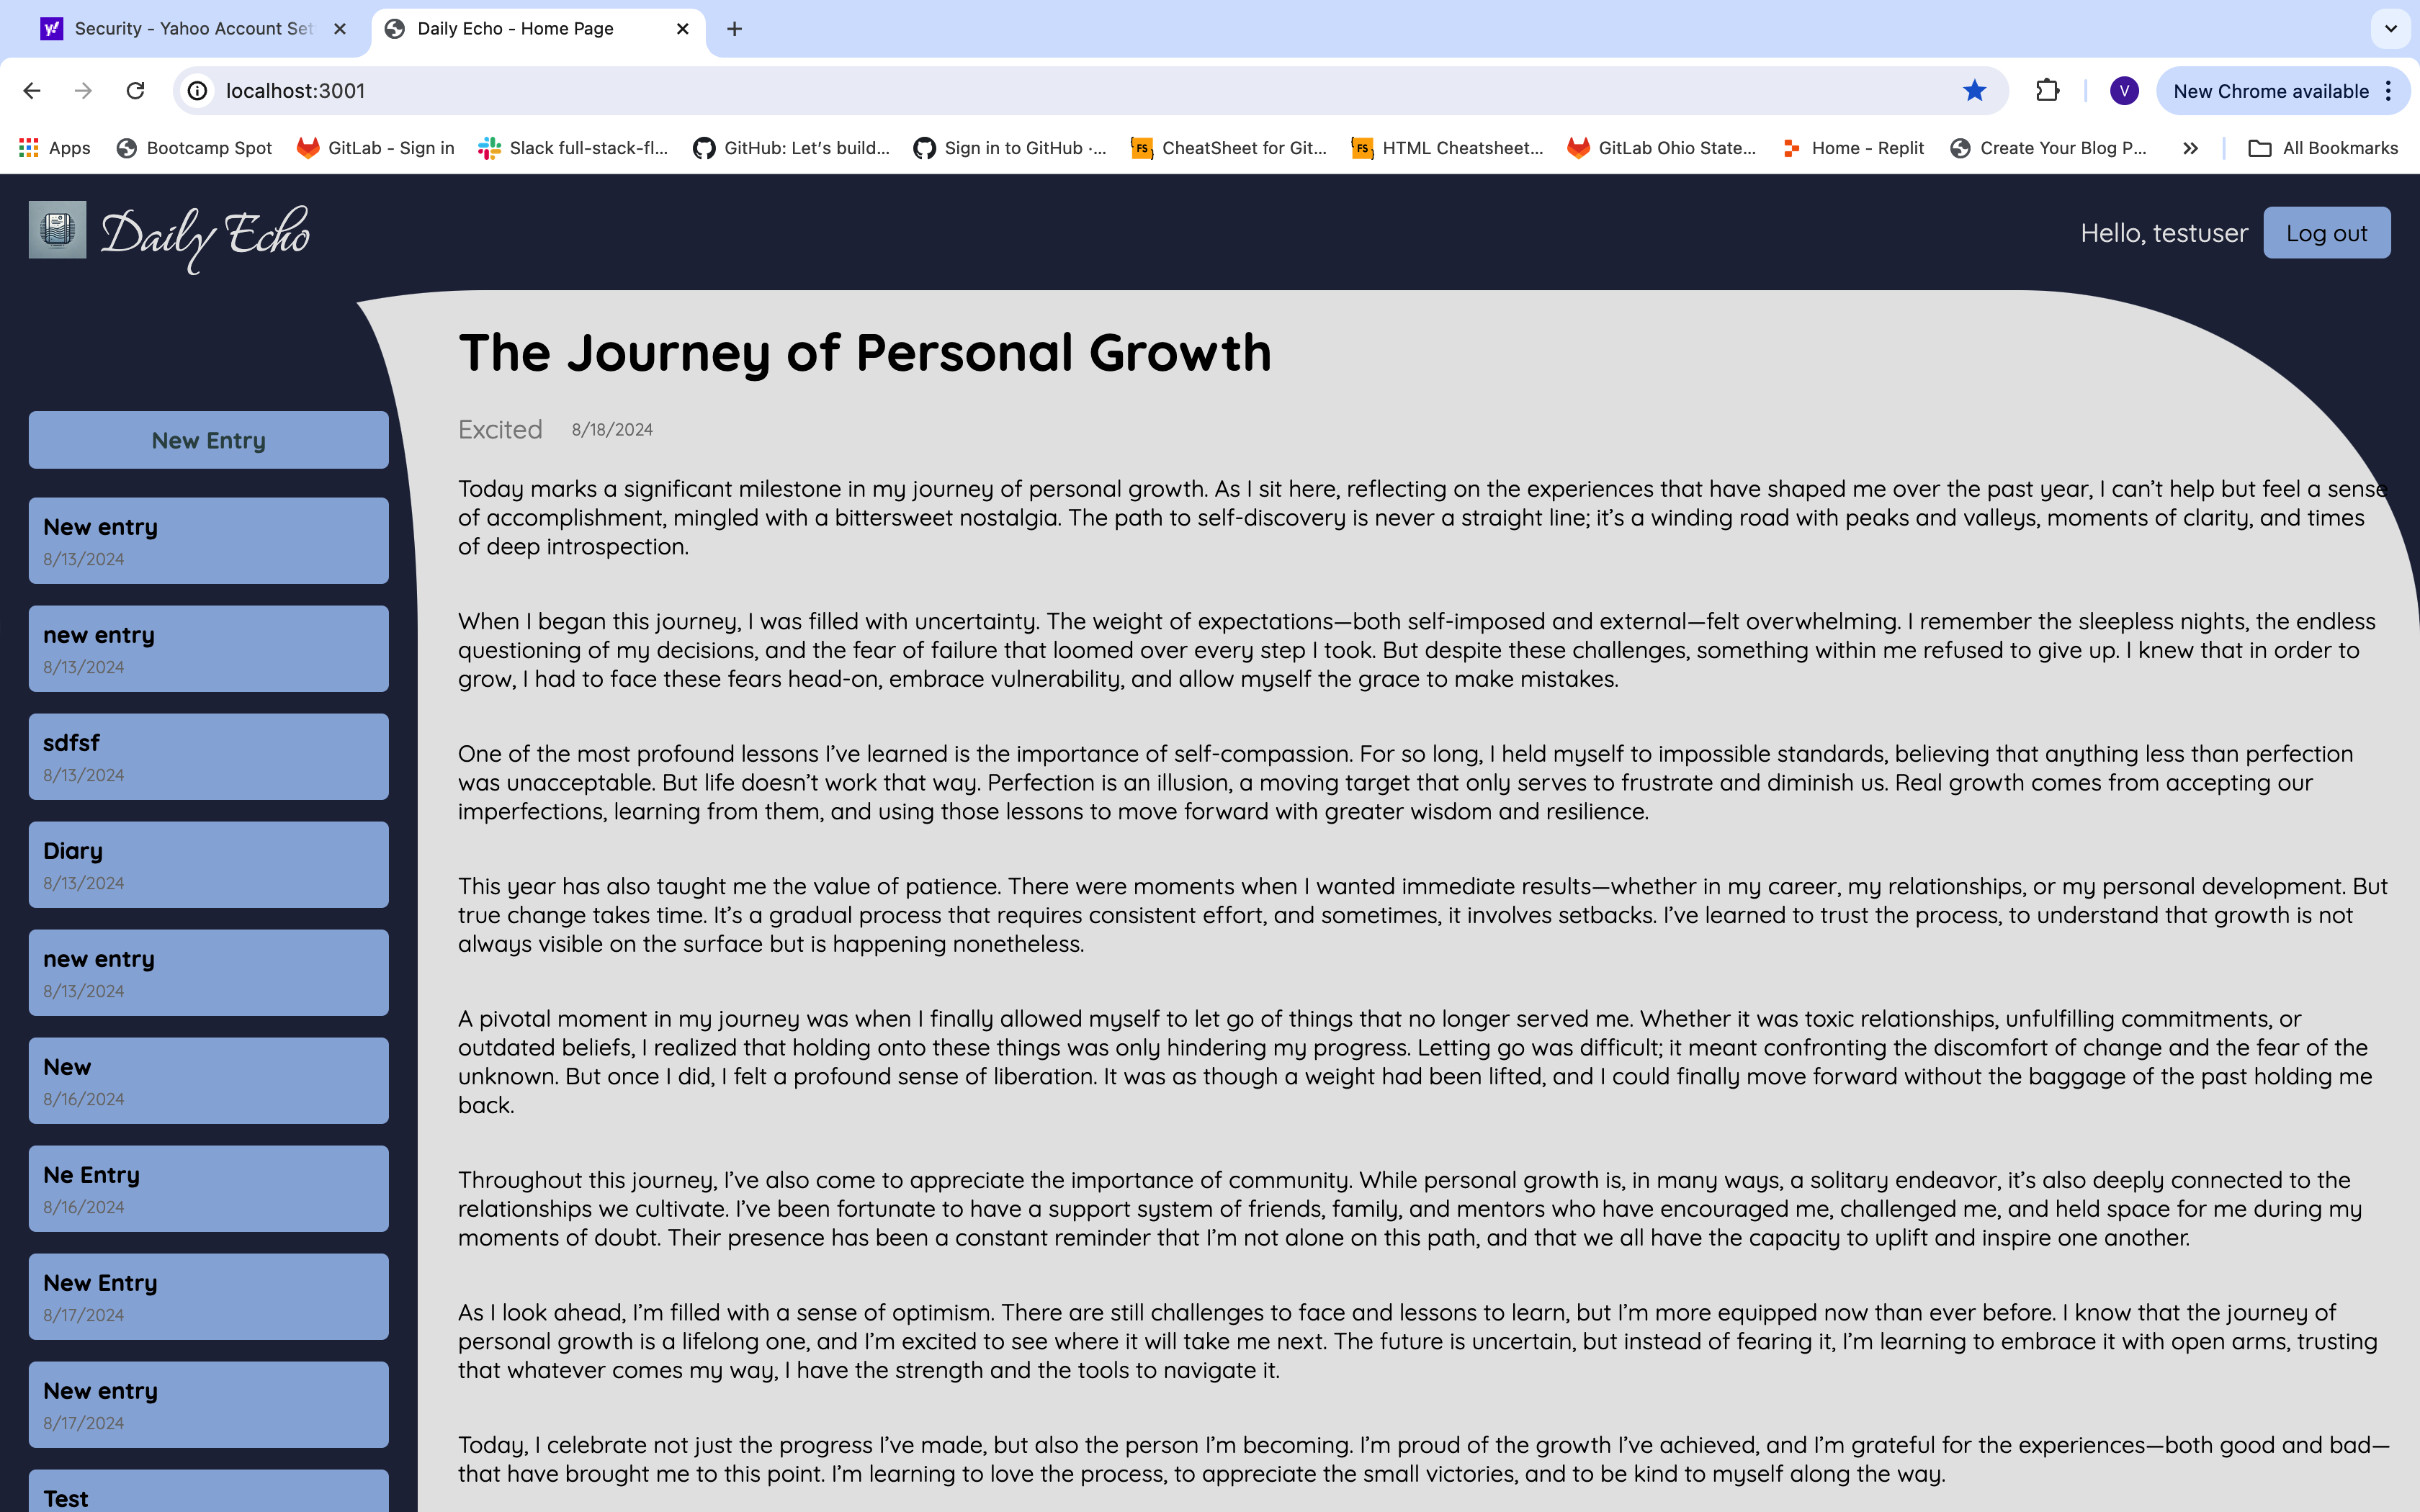 Security - Yahoo Account Set
Daily Echo - Home Page
localhost:3001
V
New Chrome available
Apps
Bootcamp Spot
GitLab - Sign in
Slack full-stack-fl...
GitHub: Let's build...
Sign in to GitHub ·...
CheatSheet for Git...
HTML Cheatsheet...
GitLab Ohio State...
Home - Replit
Create Your Blog P...
All Bookmarks
Daily Echo
Hello, testuser
Log out
New Entry
New entry
8/13/2024
new entry
8/13/2024
sdfsf
8/13/2024
Diary
8/13/2024
new entry
8/13/2024
New
8/16/2024
Ne Entry
8/16/2024
New Entry
8/17/2024
New entry
8/17/2024
Test
The Journey of Personal Growth
Excited 8/18/2024
Today marks a significant milestone in my journey of personal growth. As I sit here, reflecting on the experiences that have shaped me over the past year, I can't help but feel a sense
of accomplishment, mingled with a bittersweet nostalgia. The path to self-discovery is never a straight line; it's a winding road with peaks and valleys, moments of clarity, and times
of deep introspection.
When I began this journey, I was filled with uncertainty. The weight of expectations—both self-imposed and external—felt overwhelming. I remember the sleepless nights, the endless
questioning of my decisions, and the fear of failure that loomed over every step I took. But despite these challenges, something within me refused to give up. I knew that in order to
grow, I had to face these fears head-on, embrace vulnerability, and allow myself the grace to make mistakes.
One of the most profound lessons I've learned is the importance of self-compassion. For so long, I held myself to impossible standards, believing that anything less than perfection
was unacceptable. But life doesn't work that way. Perfection is an illusion, a moving target that only serves to frustrate and diminish us. Real growth comes from accepting our
imperfections, learning from them, and using those lessons to move forward with greater wisdom and resilience.
This year has also taught me the value of patience. There were moments when I wanted immediate results—whether in my career, my relationships, or my personal development. But
true change takes time. It's a gradual process that requires consistent effort, and sometimes, it involves setbacks. I've learned to trust the process, to understand that growth is not
always visible on the surface but is happening nonetheless.
A pivotal moment in my journey was when I finally allowed myself to let go of things that no longer served me. Whether it was toxic relationships, unfulfilling commitments, or
outdated beliefs, I realized that holding onto these things was only hindering my progress. Letting go was difficult; it meant confronting the discomfort of change and the fear of the
unknown. But once I did, I felt a profound sense of liberation. It was as though a weight had been lifted, and I could finally move forward without the baggage of the past holding me
back.
Throughout this journey, I've also come to appreciate the importance of community. While personal growth is, in many ways, a solitary endeavor, it's also deeply connected to the
relationships we cultivate. I've been fortunate to have a support system of friends, family, and mentors who have encouraged me, challenged me, and held space for me during my
moments of doubt. Their presence has been a constant reminder that I'm not alone on this path, and that we all have the capacity to uplift and inspire one another.
As I look ahead, I'm filled with a sense of optimism. There are still challenges to face and lessons to learn, but I'm more equipped now than ever before. I know that the journey of
personal growth is a lifelong one, and I'm excited to see where it will take me next. The future is uncertain, but instead of fearing it, I'm learning to embrace it with open arms, trusting
that whatever comes my way, I have the strength and the tools to navigate it.
Today, I celebrate not just the progress I've made, but also the person I'm becoming. I'm proud of the growth I've achieved, and I'm grateful for the experiences—both good and bad—
that have brought me to this point. I'm learning to love the process, to appreciate the small victories, and to be kind to myself along the way.